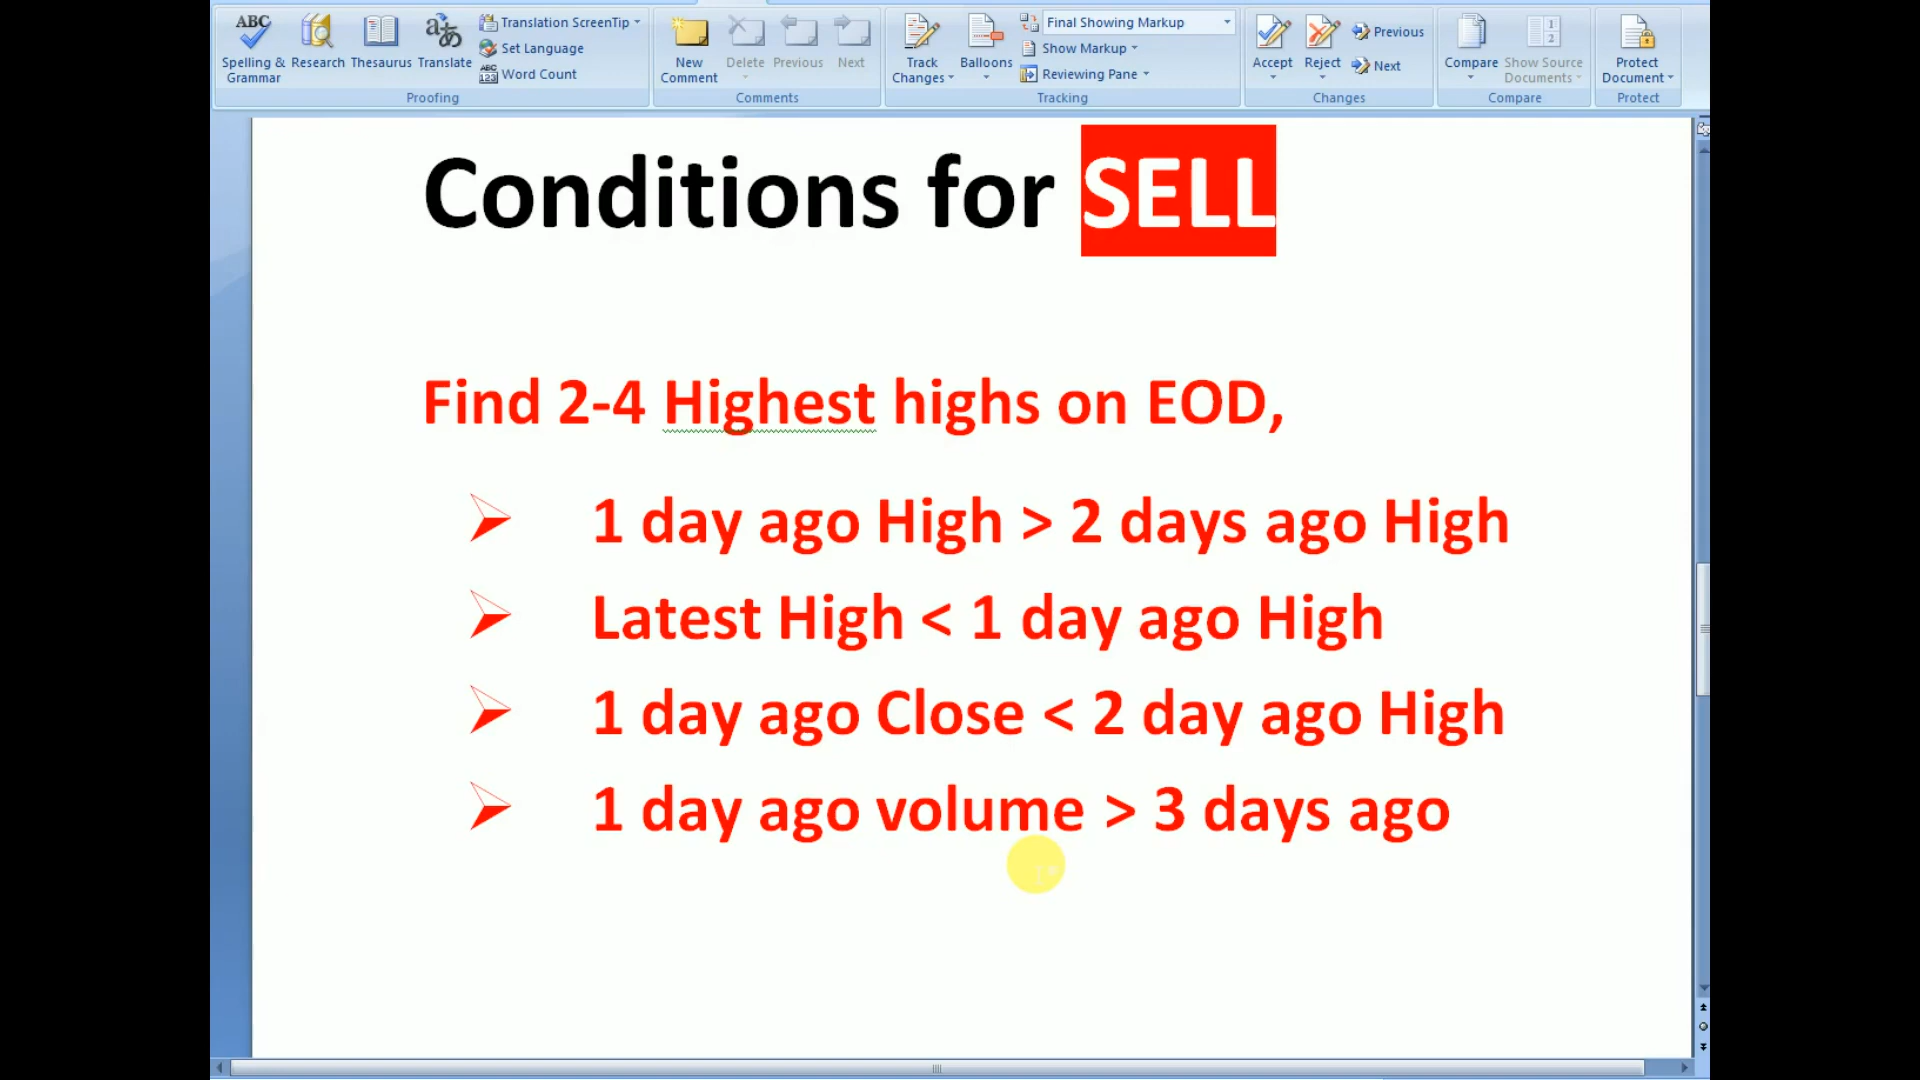 ABC
Spelling &
Grammar
Research
Thesaurus
Translate
Translation ScreenTip
Set Language
ABC
123
Word Count
Proofing
New
Comment
Delete
Previous
Next
Comments
Track
Changes
Balloons
Final Showing Markup
Show Markup
Reviewing Pane
Tracking
Accept
Reject
Previous
Next
Changes
Compare
Show Source
Documents
Compare
Protect
Document
Protect
Conditions for SELL
Find 2-4 Highest highs on EOD,
1 day ago High > 2 days ago High
Latest High < 1 day ago High
1 day ago Close < 2 day ago High
1 day ago volume > 3 days ago